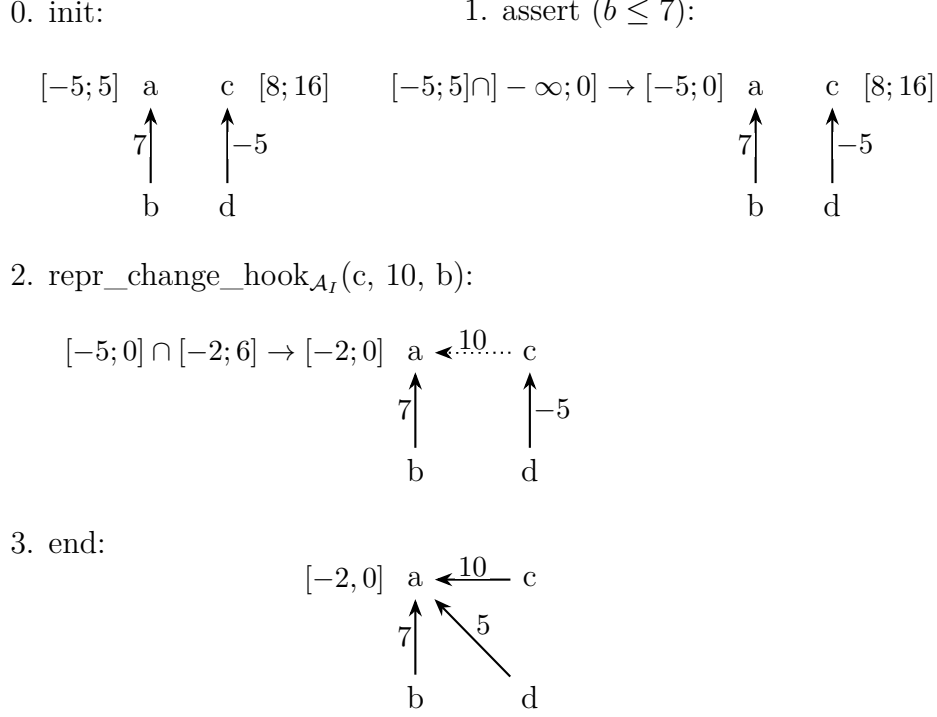 0. init:
1. assert (b ≤ 7):
[−5; 5] a c [8; 16]
[−5; 5]∩] − ∞; 0] → [−5; 0] a c [8; 16]
7 −5
7 −5
b d
b d
2. repr_change_hook_{𝒜_I}(c, 10, b):
[−5; 0] ∩ [−2; 6] → [−2; 0] a 10 c
7 −5
b d
3. end:
[−2, 0] a 10 c
7 5
b d